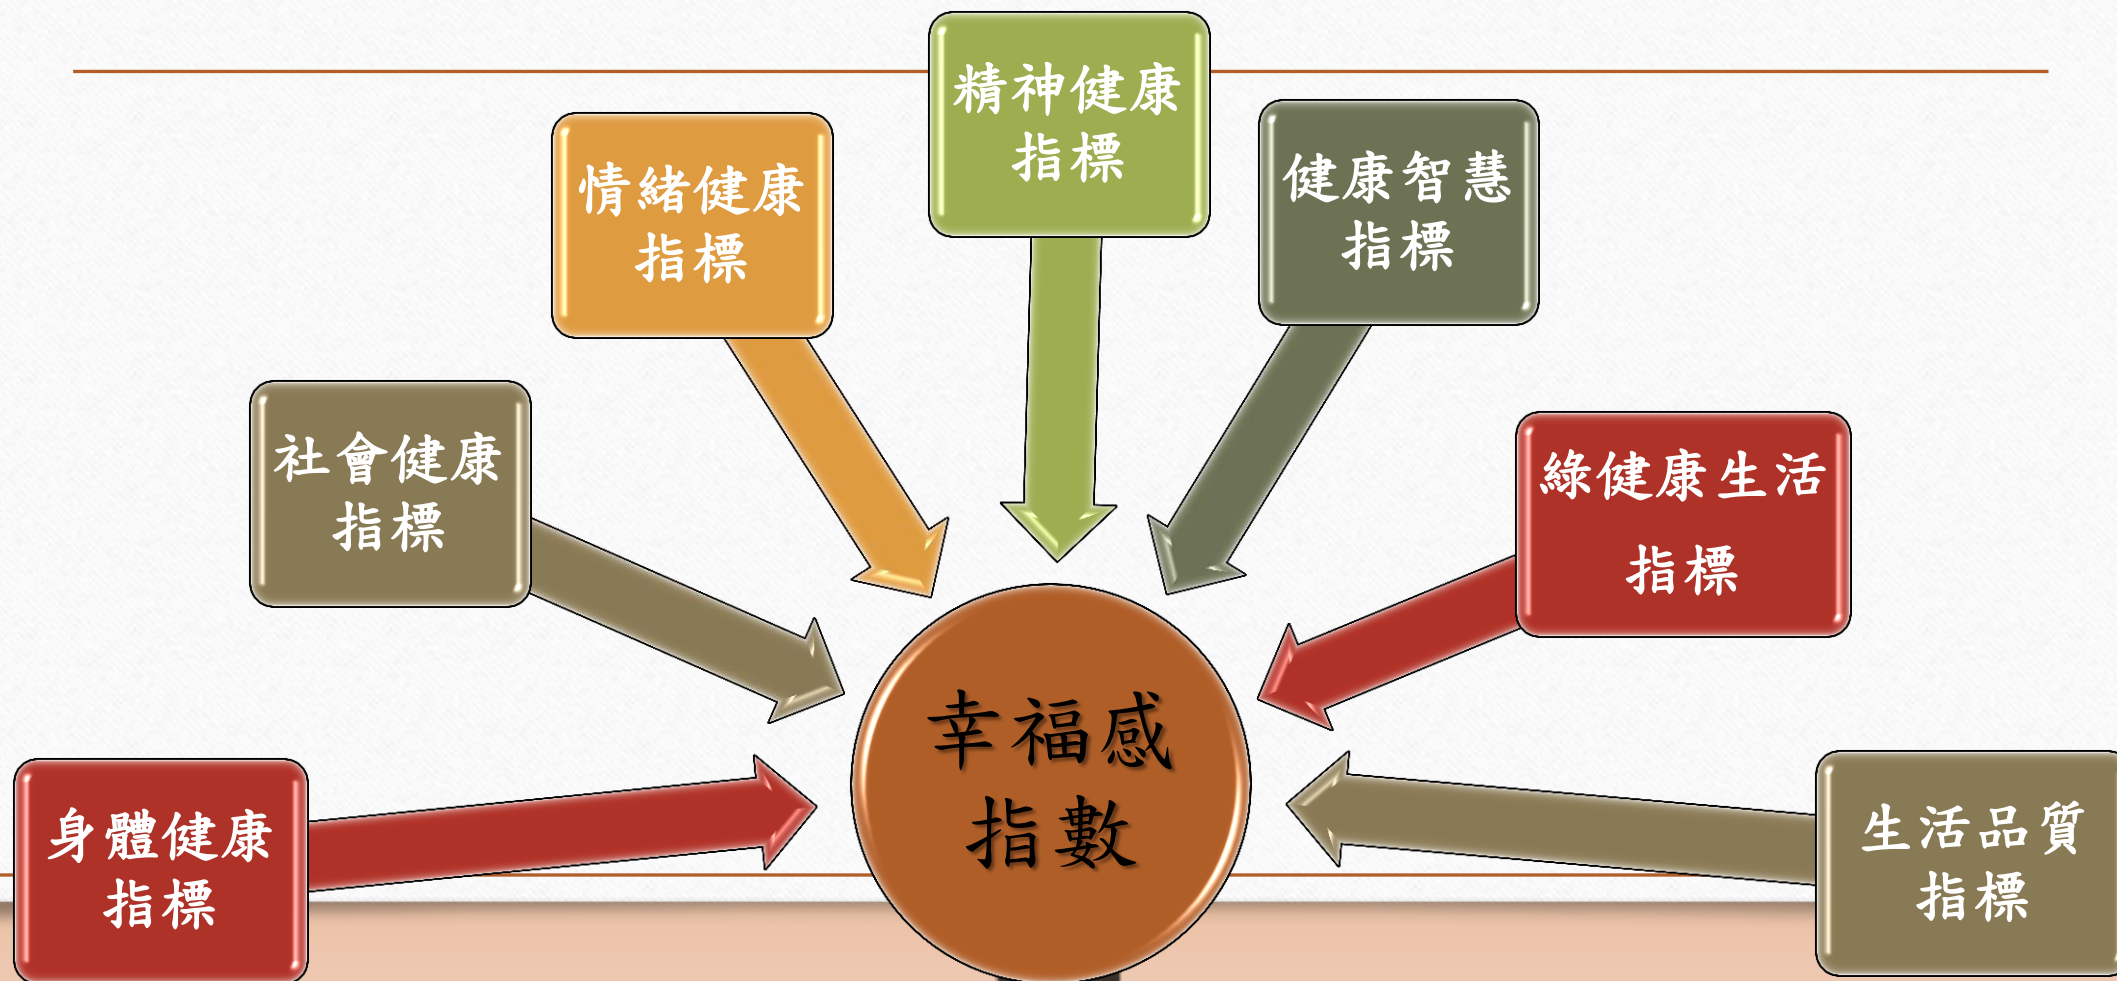 精神健康
指標
情緒健康
指標
健康智慧
指標
社會健康
指標
綠健康生活
指標
身體健康
指標
幸福感
指數
生活品質
指標